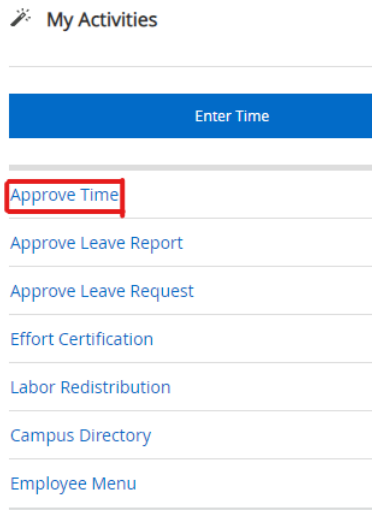 My Activities
Enter Time
Approve Time
Approve Leave Report
Approve Leave Request
Effort Certification
Labor Redistribution
Campus Directory
Employee Menu